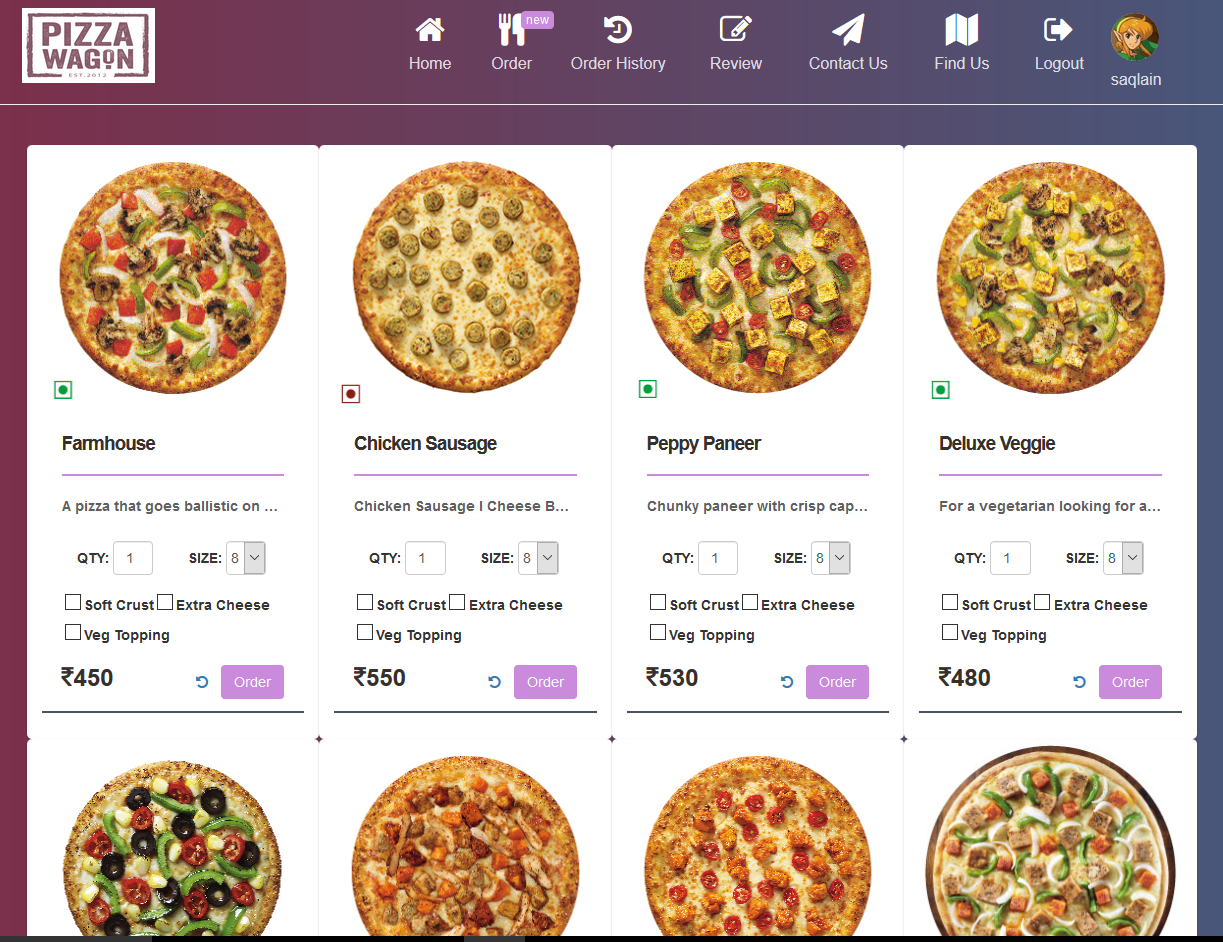 PIZZA
WAGON
EST. 2012
new
Home Order Order History Review Contact Us Find Us Logout
saqlain
Farmhouse Chicken Sausage Peppy Paneer Deluxe Veggie
A pizza that goes ballistic on ... Chicken Sausage I Cheese B... Chunky paneer with crisp cap... For a vegetarian looking for a...
QTY: 1 SIZE: 8 QTY: 1 SIZE: 8 QTY: 1 SIZE: 8 QTY: 1 SIZE: 8
Soft Crust Extra Cheese Soft Crust Extra Cheese Soft Crust Extra Cheese Soft Crust Extra Cheese
Veg Topping Veg Topping Veg Topping Veg Topping
₹450 Order ₹550 Order ₹530 Order ₹480 Order